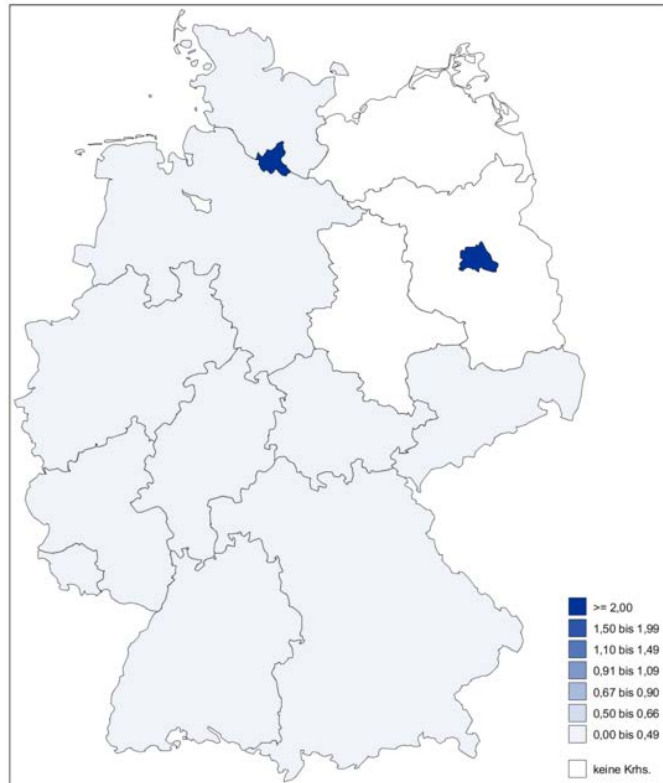 >= 2,00
1,50 bis 1,99
1,10 bis 1,49
0,91 bis 1,09
0,67 bis 0,90
0,50 bis 0,66
0,00 bis 0,49
keine Krhs.